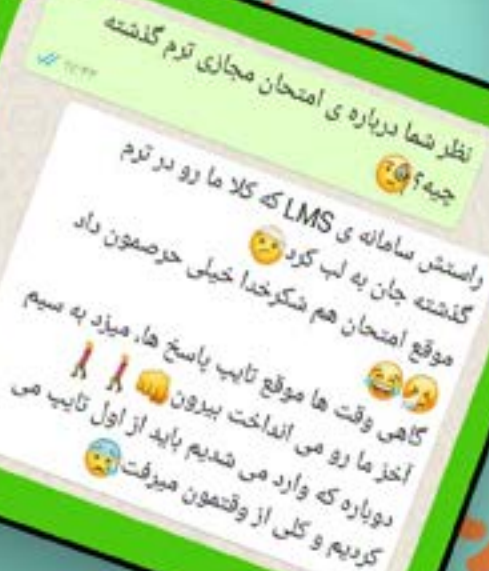 نظر شما درباره ی امتحان مجازی ترم گذشته
چیه؟🧐
راستش سامانه ی LMS که کلا ما رو در ترم
گذشته جان به لب کرد🤕
موقع امتحان هم شکرخدا خیلی حرصمون داد
🤧😂
گاهی وقت ها موقع تایپ پاسخ ها، میزد به سیم
آخز ما رو می انداخت بیرون👊🚶🚶
دوباره که وارد می شدیم باید از اول تایپ می
کردیم و کلی از وقتمون میرفت😰